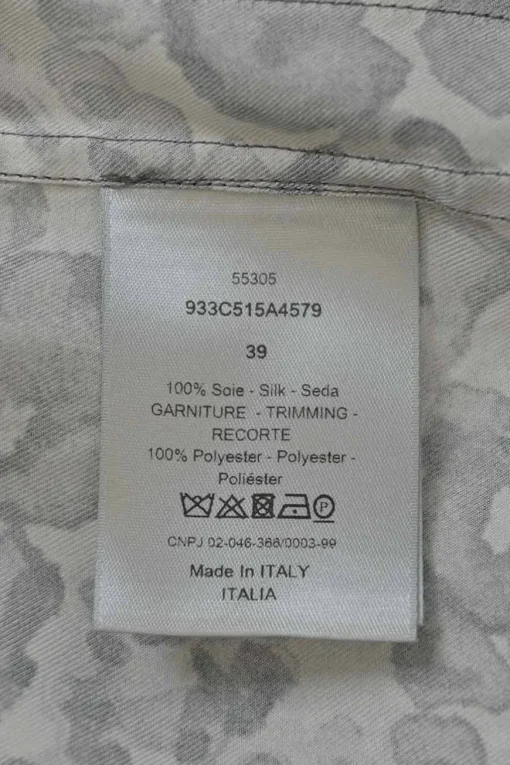 55305
933C515A4579
39
100% Soie - Silk - Seda
GARNITURE - TRIMMING -
RECORTE
100% Polyester - Polyester -
Poliéster
P
CNPJ 02-046-366/0003-99
Made In ITALY
ITALIA